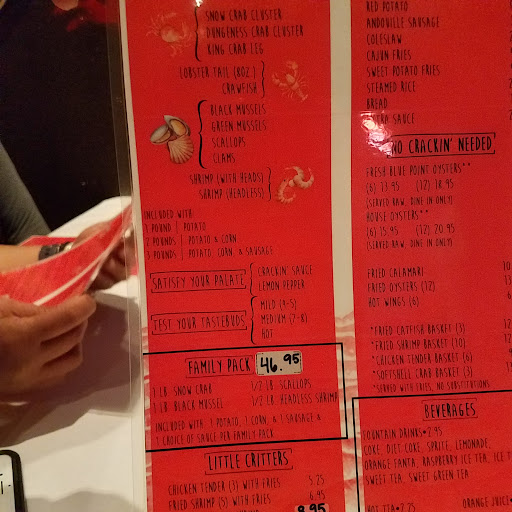 SNOW CRAB CLUSTER
DUNGENESS CRAB CLUSTER
KING CRAB LEG
LOBSTER TAIL (8OZ.)
CRAWFISH
BLACK MUSSELS
GREEN MUSSELS
SCALLOPS
CLAMS
SHRIMP (WITH HEADS)
SHRIMP (HEADLESS)
INCLUDED WITH:
1 POUND | POTATO
2 POUNDS | POTATO & CORN
3 POUNDS | POTATO, CORN, & SAUSAGE
SATISFY YOUR PALATE
CRACKIN' SAUCE
LEMON PEPPER
TEST YOUR TASTEBUDS
MILD
MEDIUM
HOT
FAMILY PACK 46.95
1 LB. SNOW CRAB 1/2 LB. SCALLOPS
1 LB. BLACK MUSSEL 1/2 LB. HEADLESS SHRIMP
INCLUDED WITH: 1 POTATO, 1 CORN, & 1 SAUSAGE &
1 CHOICE OF SAUCE PER FAMILY PACK
LITTLE CRITTERS
CHICKEN TENDER (3) WITH FRIES 5.25
FRIED SHRIMP (5) WITH FRIES 6.95
8.95
RED POTATO
ANDOUILLE SAUSAGE
COLESLAW
CAJUN FRIES
SWEET POTATO FRIES
STEAMED RICE
BREAD
SAUCE
NO CRACKIN' NEEDED
FRESH BLUE POINT OYSTERS**
(6) 13.95 (12) 18.95
(SERVED RAW, DINE IN ONLY)
HOUSE OYSTERS**
(6) 15.95 (12) 20.95
(SERVED RAW, DINE IN ONLY)
FRIED CALAMARI
FRIED OYSTERS (12)
HOT WINGS (6)
*FRIED CATFISH BASKET (3)
*FRIED SHRIMP BASKET (10)
*CHICKEN TENDER BASKET (6)
*SOFTSHELL CRAB BASKET (3)
*SERVED WITH FRIES, NO SUBSTITUTIONS
BEVERAGES
FOUNTAIN DRINKS*2.95
COKE, DIET COKE, SPRITE, LEMONADE,
ORANGE FANTA, RASPBERRY ICE TEA, ICE
SWEET TEA, SWEET GREEN TEA
HOT TEA*2.95 ORANGE JUICE